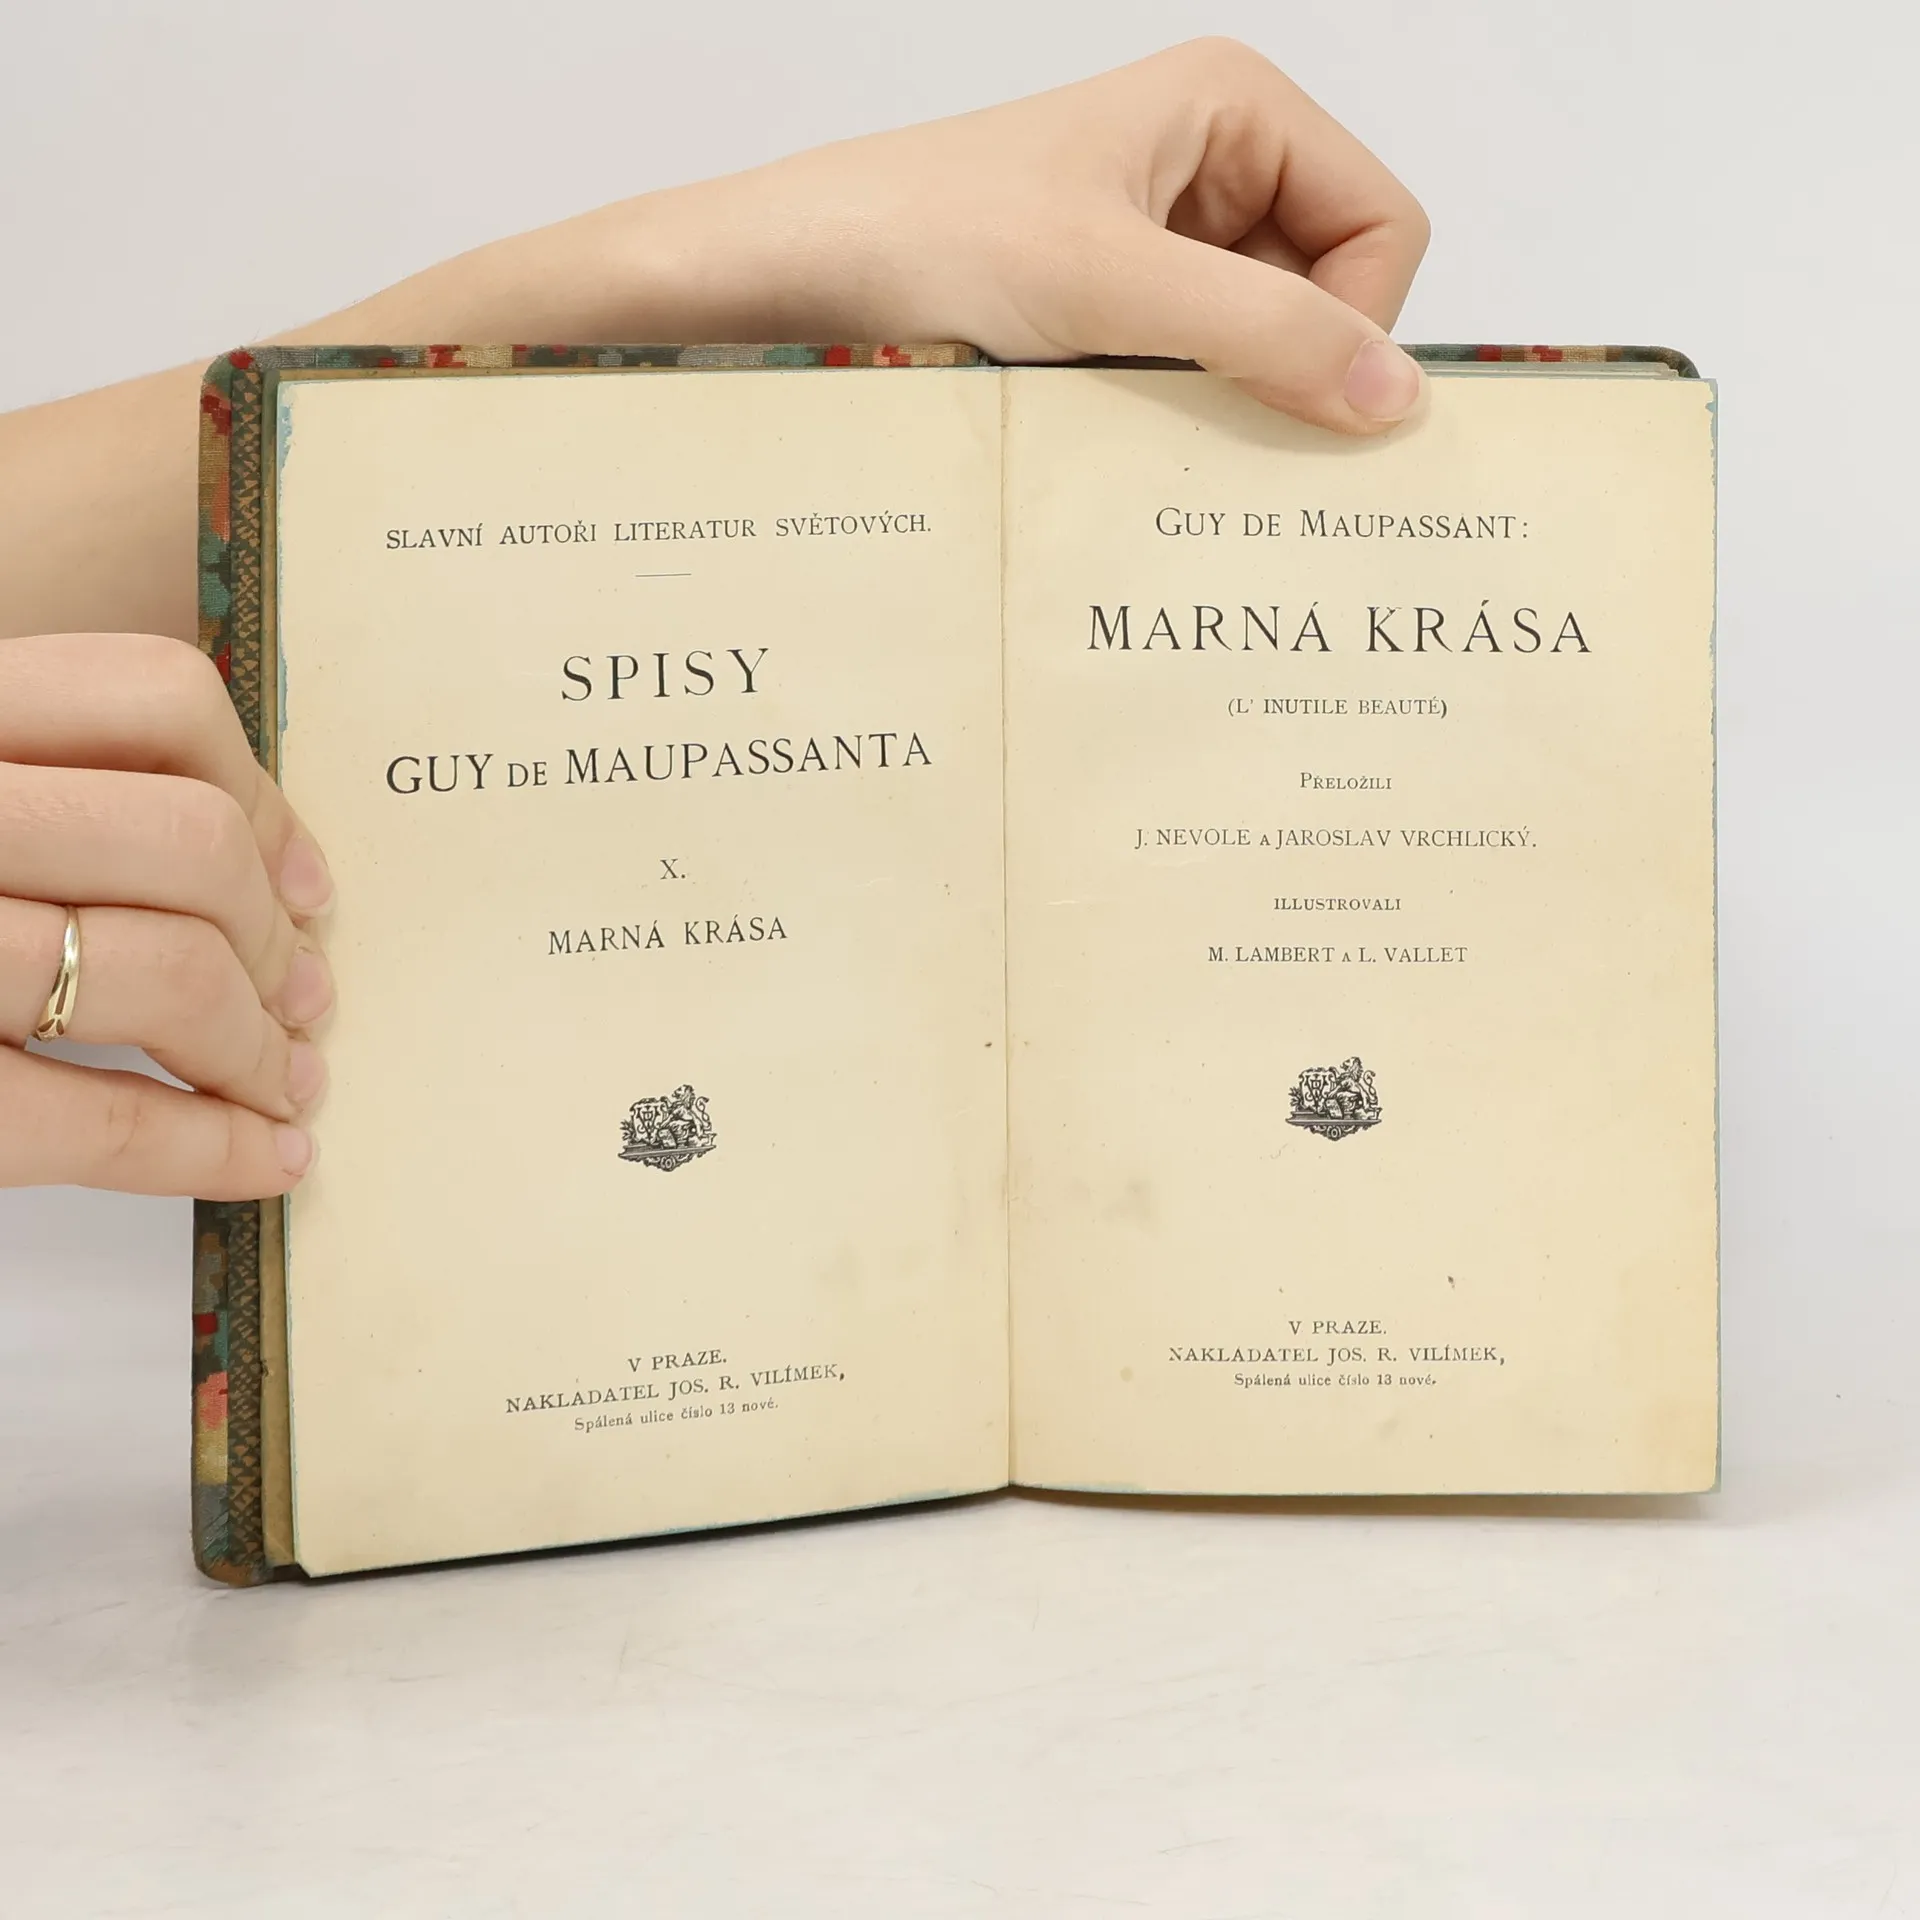 SLAVNÍ AUTOŘI LITERATUR SVĚTOVÝCH.
SPISY
GUY DE MAUPASSANTA
X.
MARNÁ KRÁSA
V PRAZE.
NAKLADATEL JOS. R. VILÍMEK,
Spálená ulice číslo 13 nové.
GUY DE MAUPASSANT:
MARNÁ KRÁSA
(L' INUTILE BEAUTÉ)
PŘELOŽILI
J. NEVOLE A JAROSLAV VRCHLICKÝ.
ILLUSTROVALI
M. LAMBERT A L. VALLET
V PRAZE.
NAKLADATEL JOS. R. VILÍMEK,
Spálená ulice číslo 13 nové.